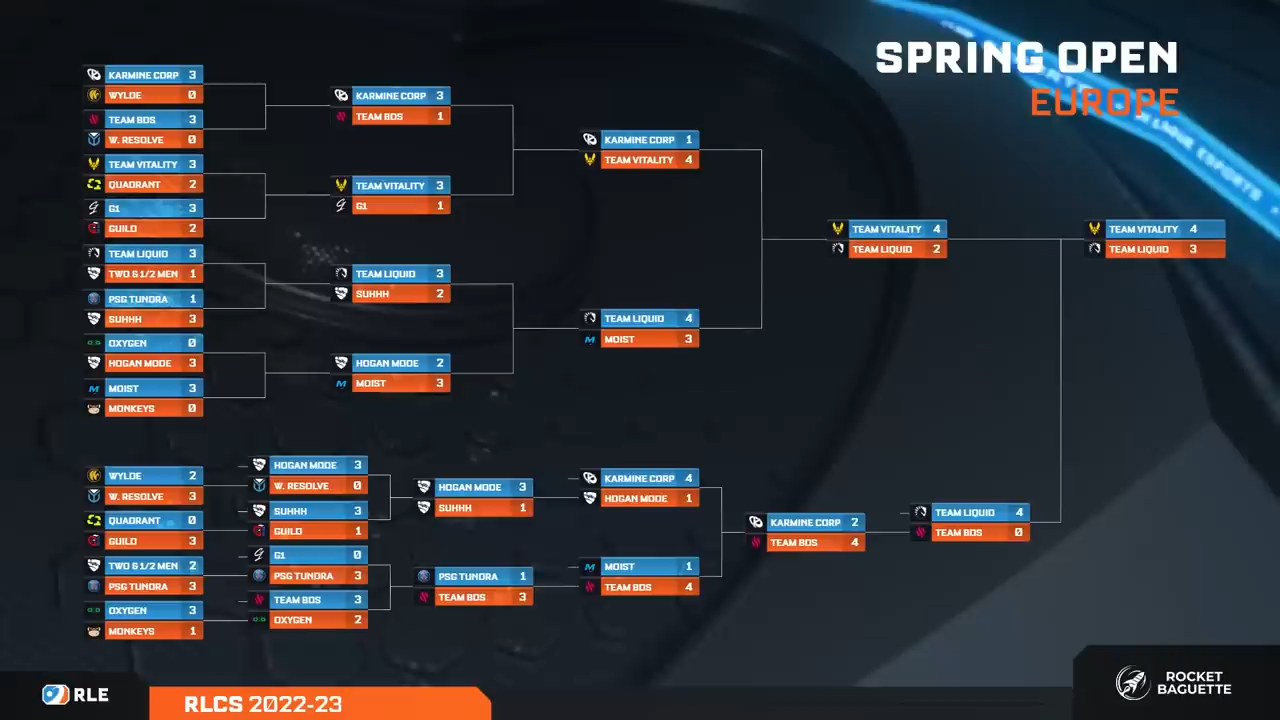 SPRING OPEN
EUROPE
KARMINE CORP 3
WYLDE 0
TEAM BDS 3
W. RESOLVE 0
TEAM VITALITY 3
QUADRANT 2
G1 3
GUILD 2
TEAM LIQUID 3
TWO & 1/2 MEN 1
PSG TUNDRA 1
SUHHH 3
OXYGEN 0
HOGAN MODE 3
MOIST 3
MONKEYS 0
KARMINE CORP 3
TEAM BDS 1
TEAM VITALITY 3
G1 1
TEAM LIQUID 3
SUHHH 2
HOGAN MODE 2
MOIST 3
KARMINE CORP 1
TEAM VITALITY 4
TEAM LIQUID 4
MOIST 3
TEAM VITALITY 4
TEAM LIQUID 2
TEAM VITALITY 4
TEAM LIQUID 3
WYLDE 2
W. RESOLVE 3
QUADRANT 0
GUILD 3
TWO & 1/2 MEN 2
PSG TUNDRA 3
OXYGEN 3
MONKEYS 1
HOGAN MODE 3
W. RESOLVE 0
SUHHH 3
GUILD 1
G1 0
PSG TUNDRA 3
TEAM BDS 3
OXYGEN 2
HOGAN MODE 3
SUHHH 1
PSG TUNDRA 1
TEAM BDS 3
KARMINE CORP 4
HOGAN MODE 1
MOIST 1
TEAM BDS 4
KARMINE CORP 2
TEAM BDS 4
TEAM LIQUID 4
TEAM BDS 0
RLE
RLCS 2022-23
ROCKET
BAGUETTE